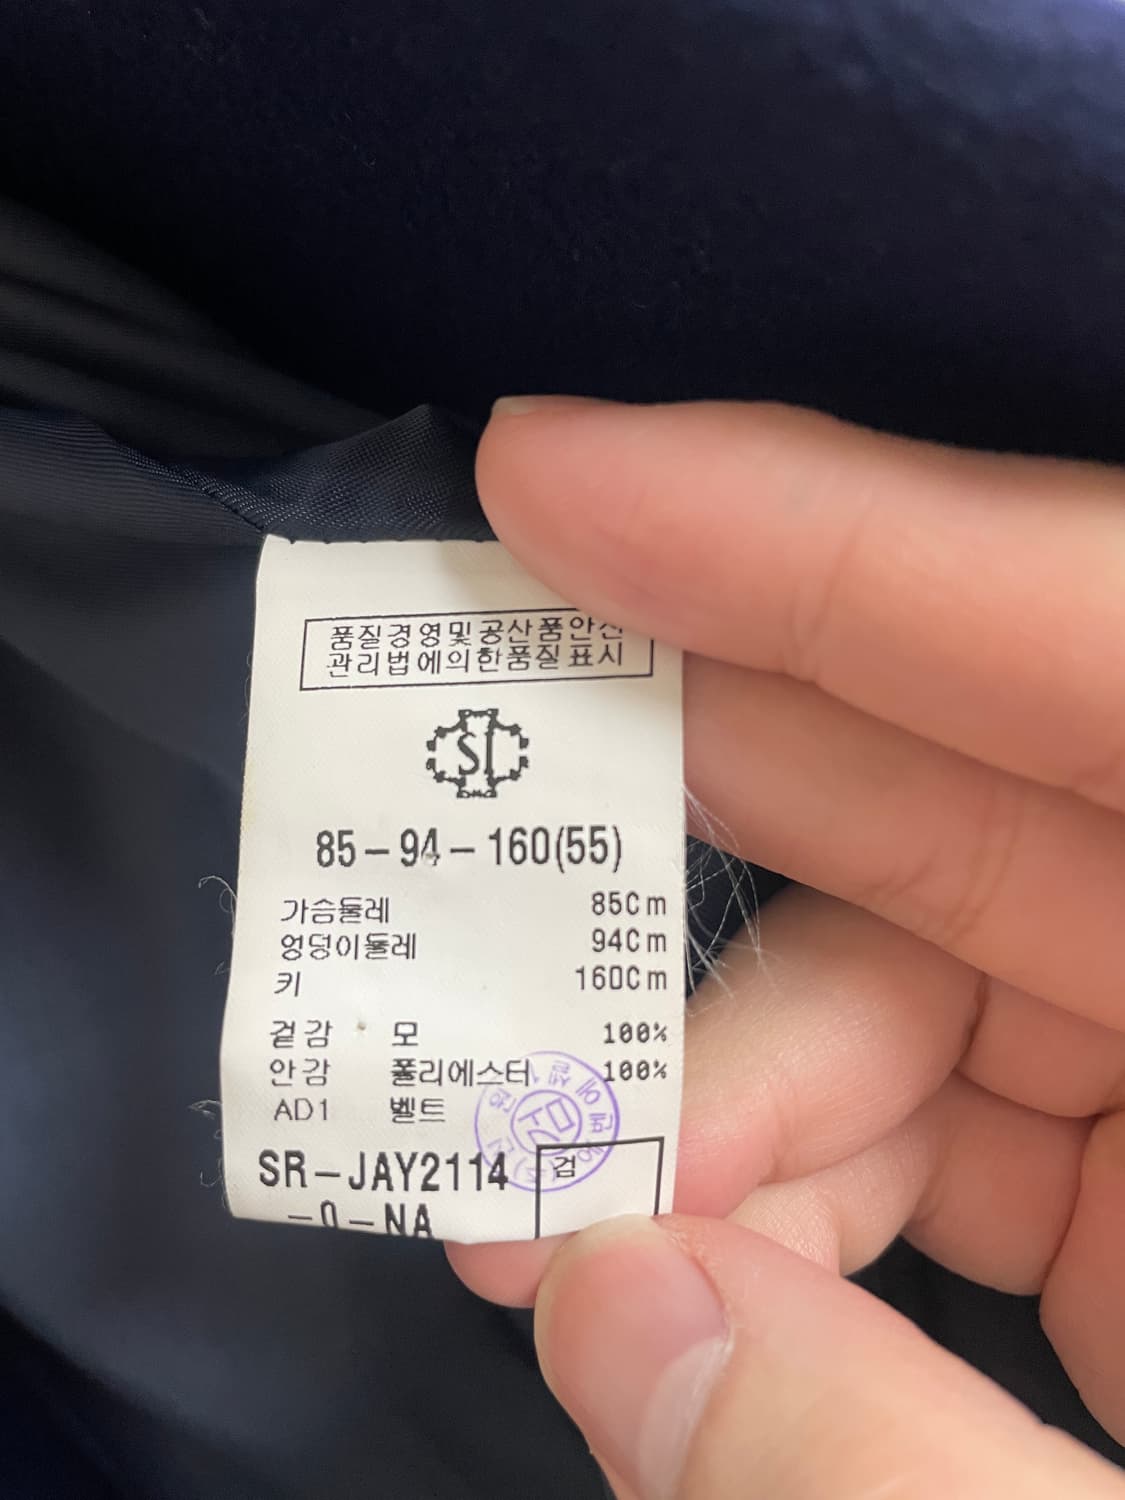 품질경영및공산품안전
관리법에의한품질표시
SI
85-94-160(55)
가슴둘레 85Cm
엉덩이둘레 94Cm
키 160Cm
겉감 모 100%
안감 폴리에스터 100%
AD1 벨트
SR-JAY2114
-0-NA
검